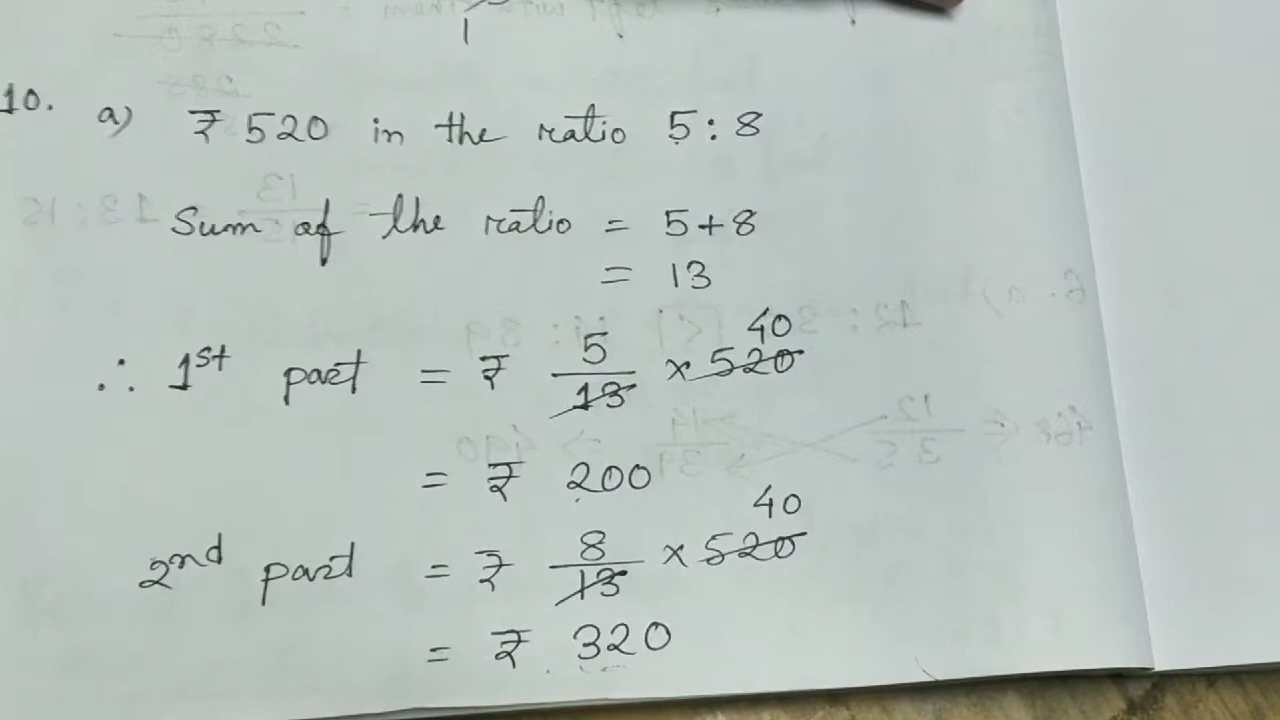 10. a) ₹ 520 in the ratio 5 : 8
Sum of the ratio = 5 + 8
= 13
∴ 1st part = ₹ 5/13 × 520 40
= ₹ 200
2nd part = ₹ 8/13 × 520 40
= ₹ 320